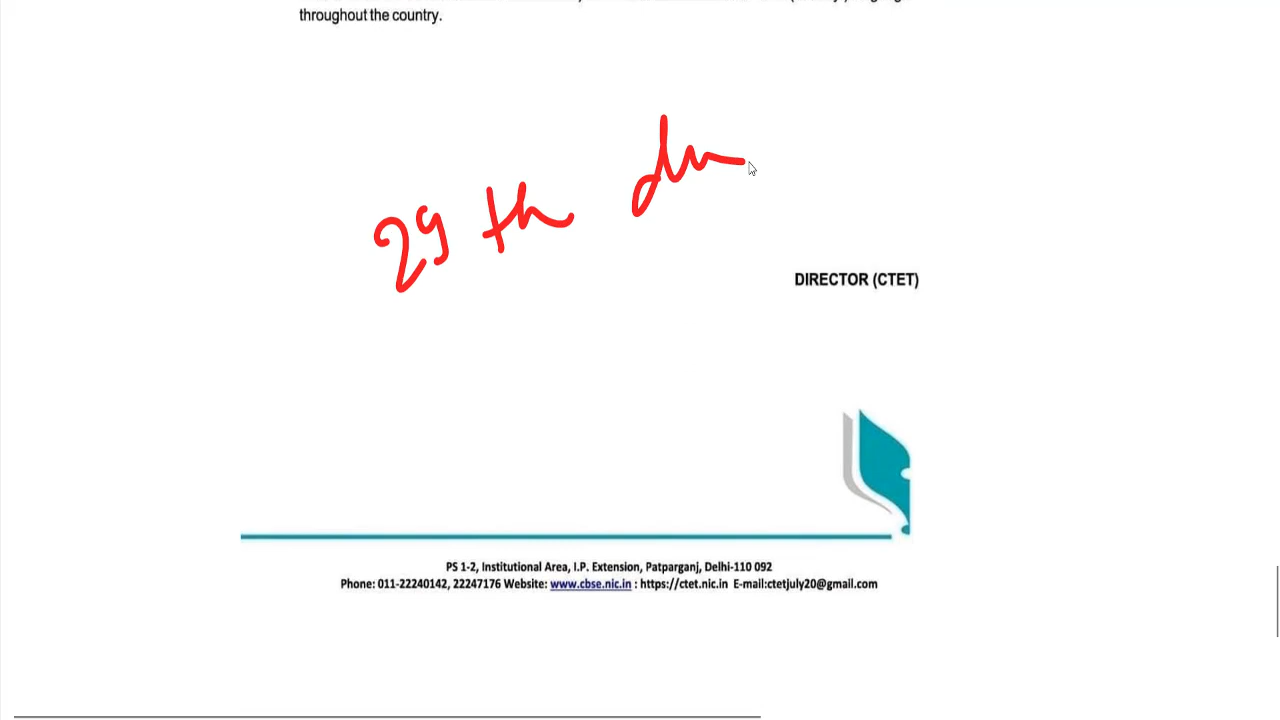 throughout the country.
29 th
DIRECTOR (CTET)
PS 1-2, Institutional Area, I.P. Extension, Patparganj, Delhi-110 092
Phone: 011-22240142, 22247176 Website: www.cbse.nic.in : https://ctet.nic.in E-mail:ctetjuly20@gmail.com